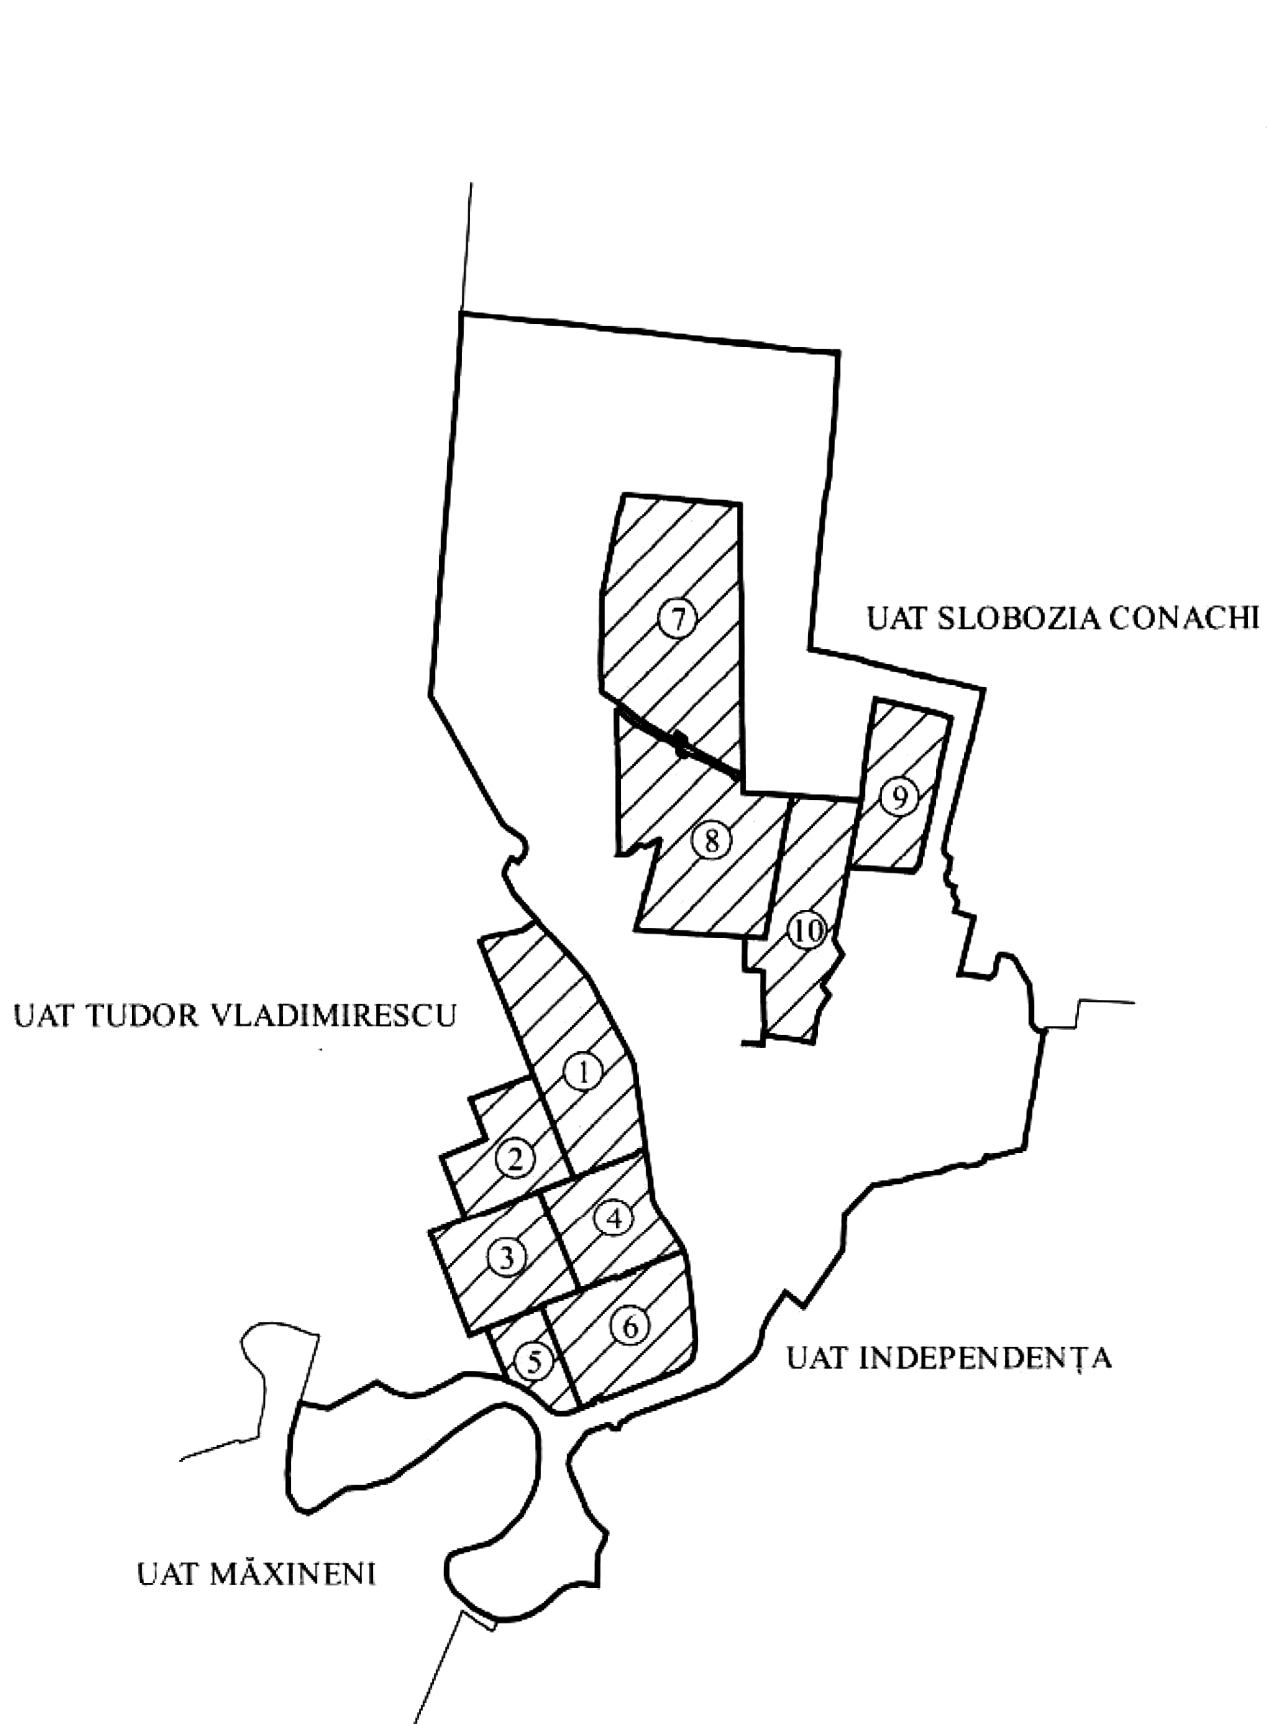 7
UAT SLOBOZIA CONACHI
9
8
10
UAT TUDOR VLADIMIRESCU
1
2
4
3
6
5
UAT INDEPENDENȚA
UAT MĂXINENI